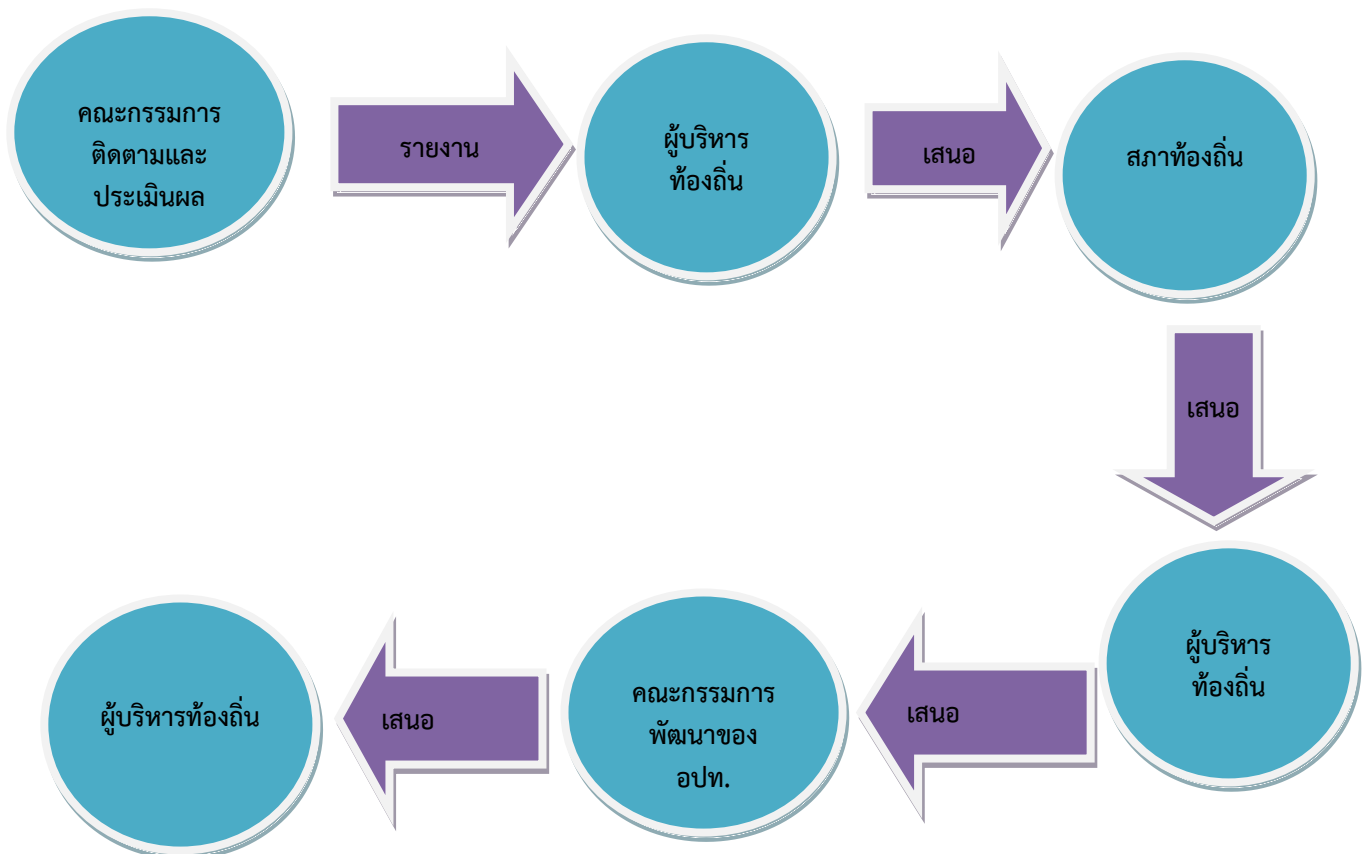 คณะกรรมการ
ติดตามและ
ประเมินผล
รายงาน
ผู้บริหาร
ท้องถิ่น
เสนอ
สภาท้องถิ่น
เสนอ
ผู้บริหาร
ท้องถิ่น
เสนอ
คณะกรรมการ
พัฒนาของ
อปท.
เสนอ
ผู้บริหารท้องถิ่น